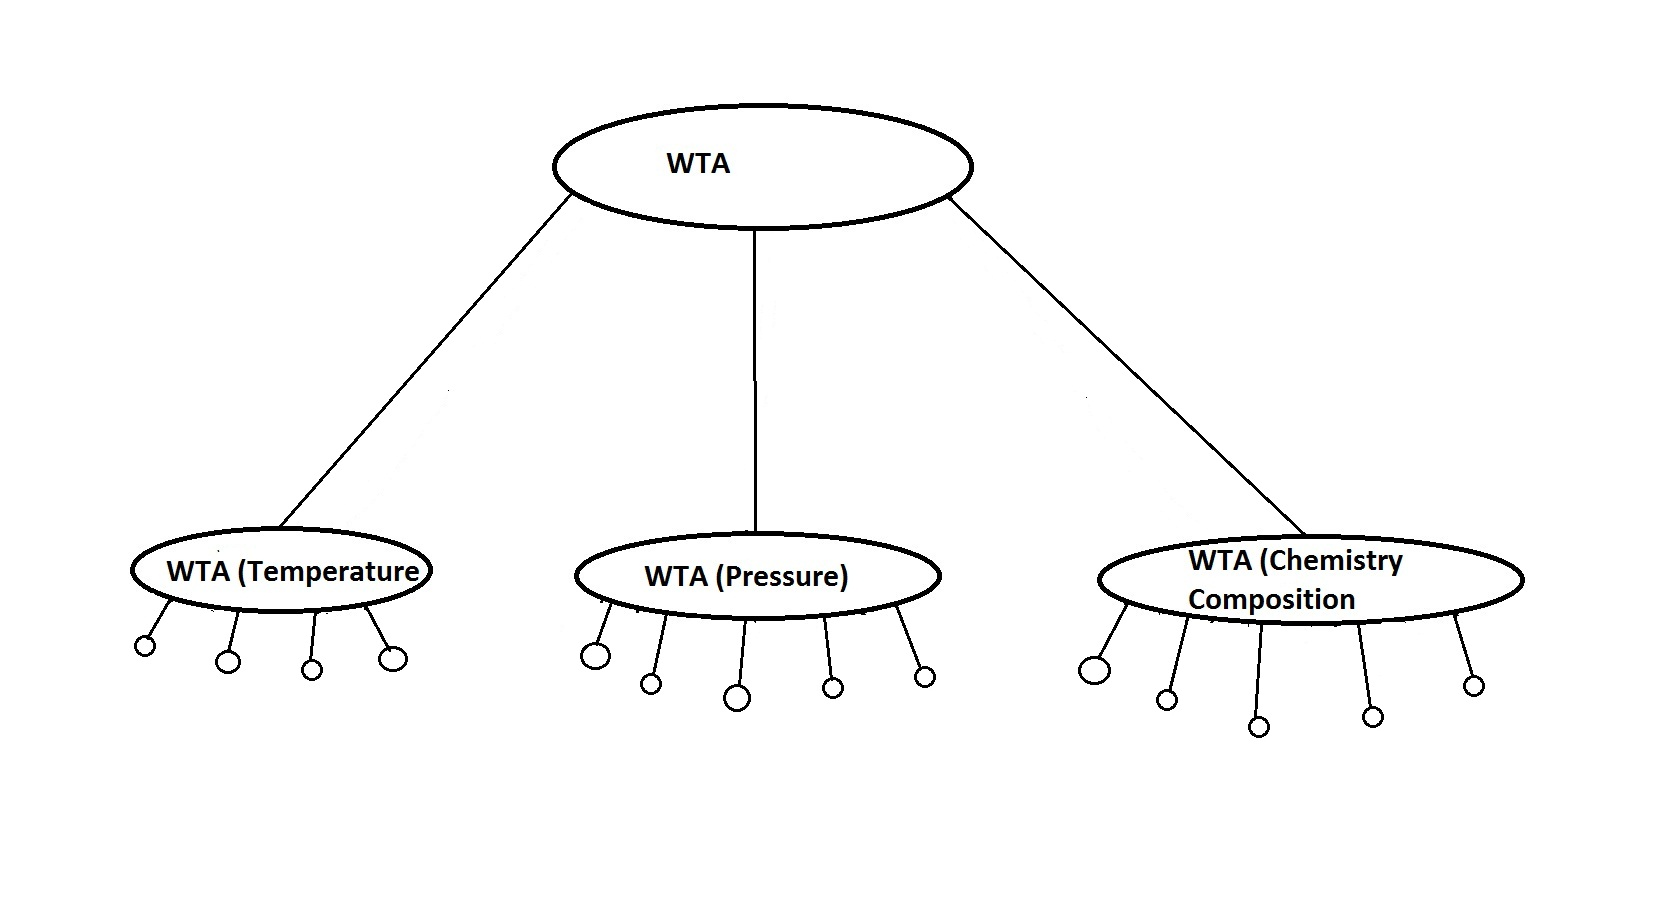 WTA
WTA (Temperature
WTA (Pressure)
WTA (Chemistry
Composition